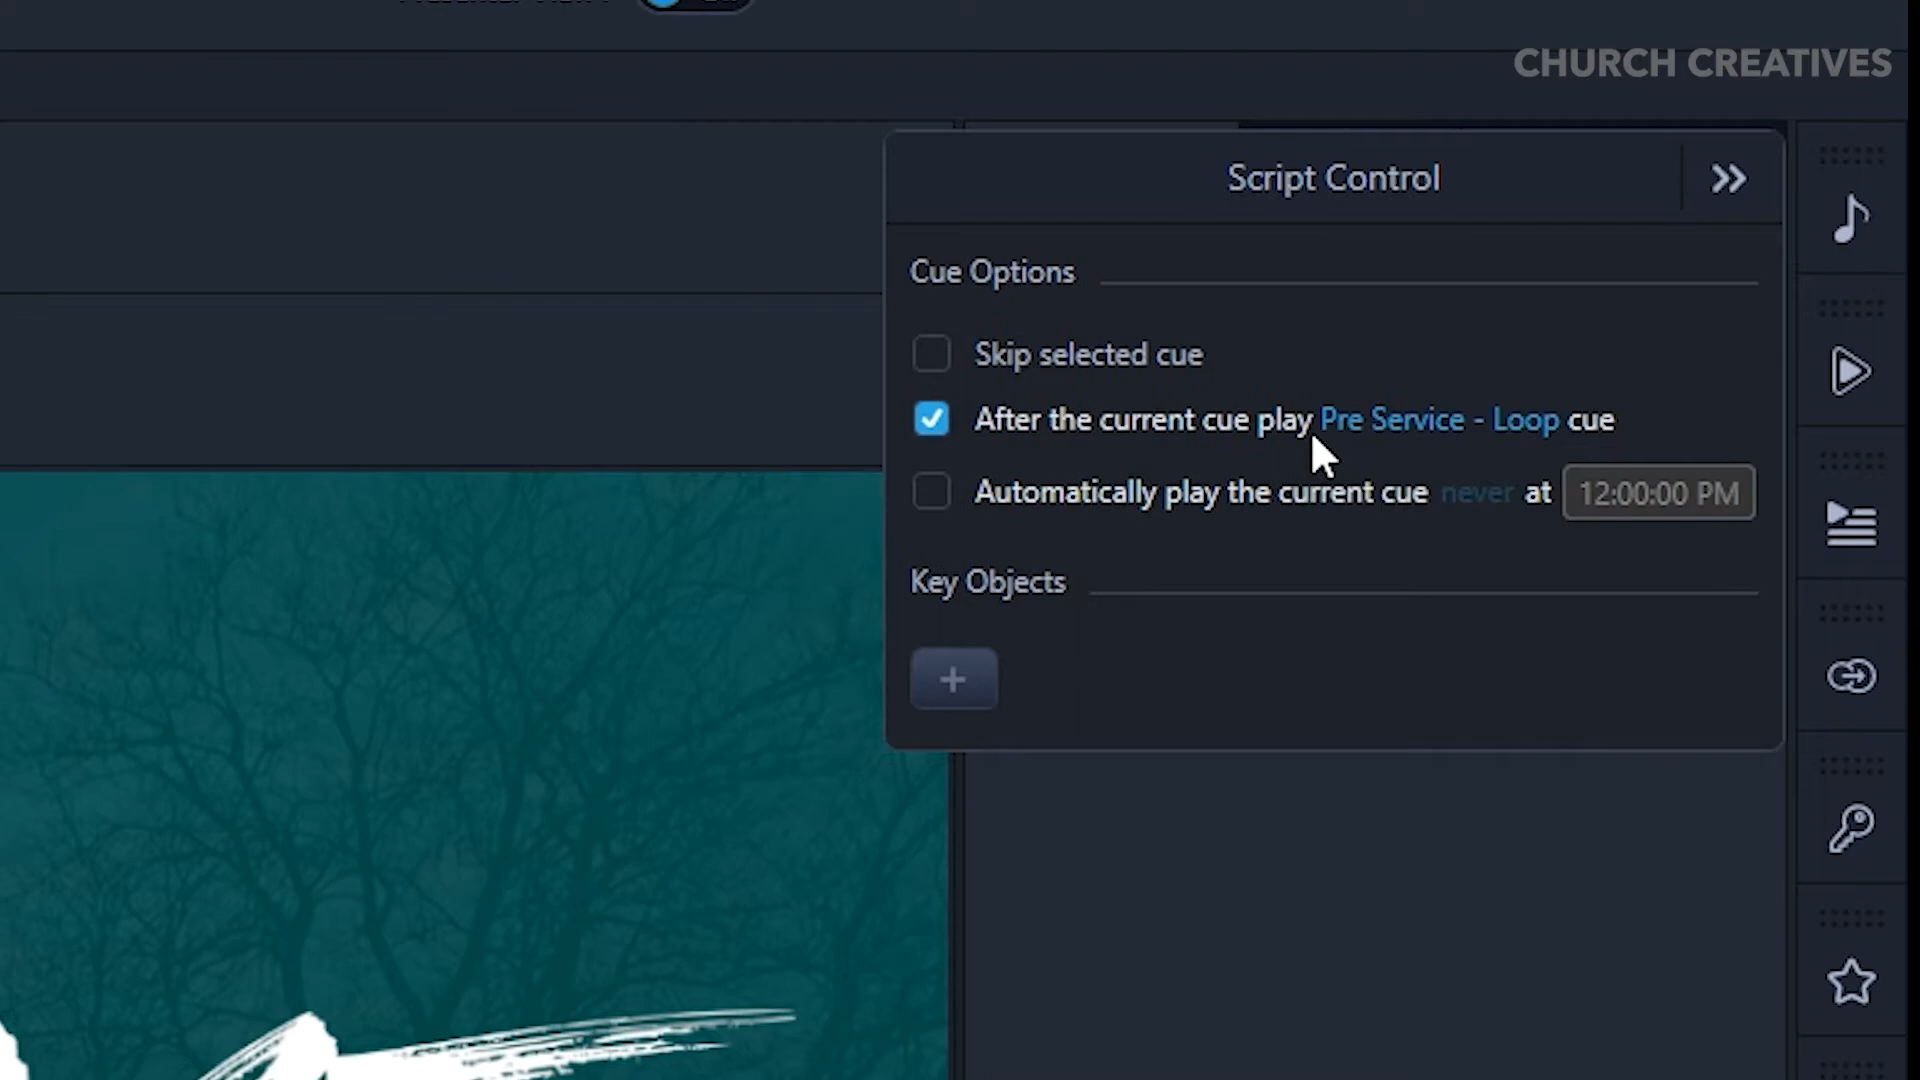 CHURCH CREATIVES
Script Control
Cue Options
Skip selected cue
After the current cue play Pre Service - Loop cue
Automatically play the current cue never at 12:00:00 PM
Key Objects